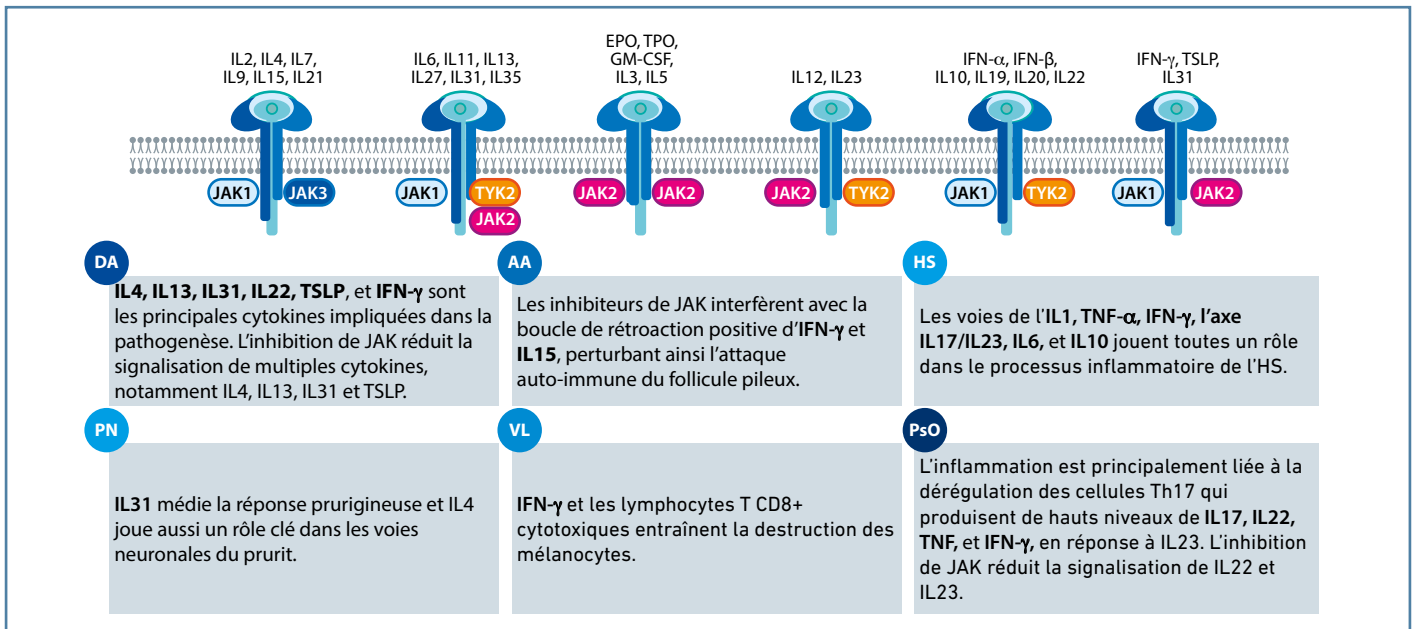 IL2, IL4, IL7,
IL9, IL15, IL21
IL6, IL11, IL13,
IL27, IL31, IL35
EPO, TPO,
GM-CSF,
IL3, IL5
IL12, IL23
IFN-α, IFN-β,
IL10, IL19, IL20, IL22
IFN-γ, TSLP,
IL31
JAK1
JAK3
JAK1
TYK2
JAK2
JAK2
JAK2
JAK2
TYK2
JAK1
TYK2
JAK1
JAK2
DA
IL4, IL13, IL31, IL22, TSLP, et IFN-γ sont
les principales cytokines impliquées dans la
pathogenèse. L’inhibition de JAK réduit la
signalisation de multiples cytokines,
notamment IL4, IL13, IL31 et TSLP.
AA
Les inhibiteurs de JAK interfèrent avec la
boucle de rétroaction positive d’IFN-γ et
IL15, perturbant ainsi l’attaque
auto-immune du follicule pileux.
HS
Les voies de l’IL1, TNF-α, IFN-γ, l’axe
IL17/IL23, IL6, et IL10 jouent toutes un rôle
dans le processus inflammatoire de l’HS.
PN
IL31 médie la réponse prurigineuse et IL4
joue aussi un rôle clé dans les voies
neuronales du prurit.
VL
IFN-γ et les lymphocytes T CD8+
cytotoxiques entraînent la destruction des
mélanocytes.
PsO
L’inflammation est principalement liée à la
dérégulation des cellules Th17 qui
produisent de hauts niveaux de IL17, IL22,
TNF, et IFN-γ, en réponse à IL23. L’inhibition
de JAK réduit la signalisation de IL22 et
IL23.